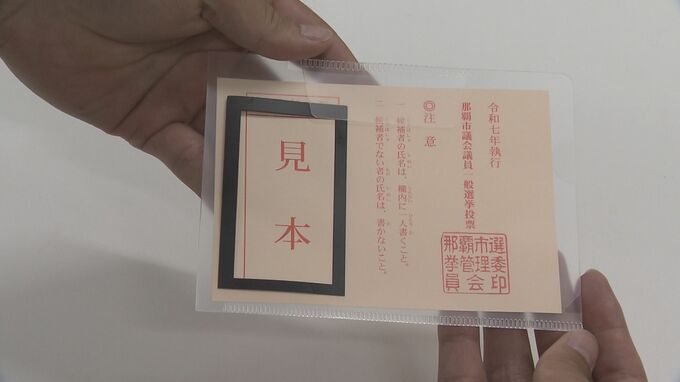 令和七年執行
那覇市議会議員一般選挙投票
◎注意
一 候補者の氏名は、欄内に一人書くこと。
二 候補者でない者の氏名は、書かないこと。
見本
那覇市選挙管理委員会印